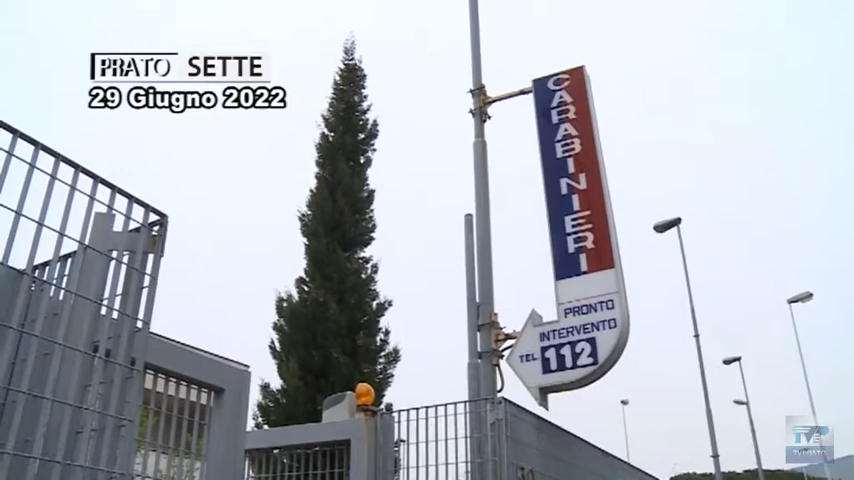 PRATO SETTE
29 Giugno 2022
CARABINIERI
PRONTO
INTERVENTO
TEL 112
TV PRATO